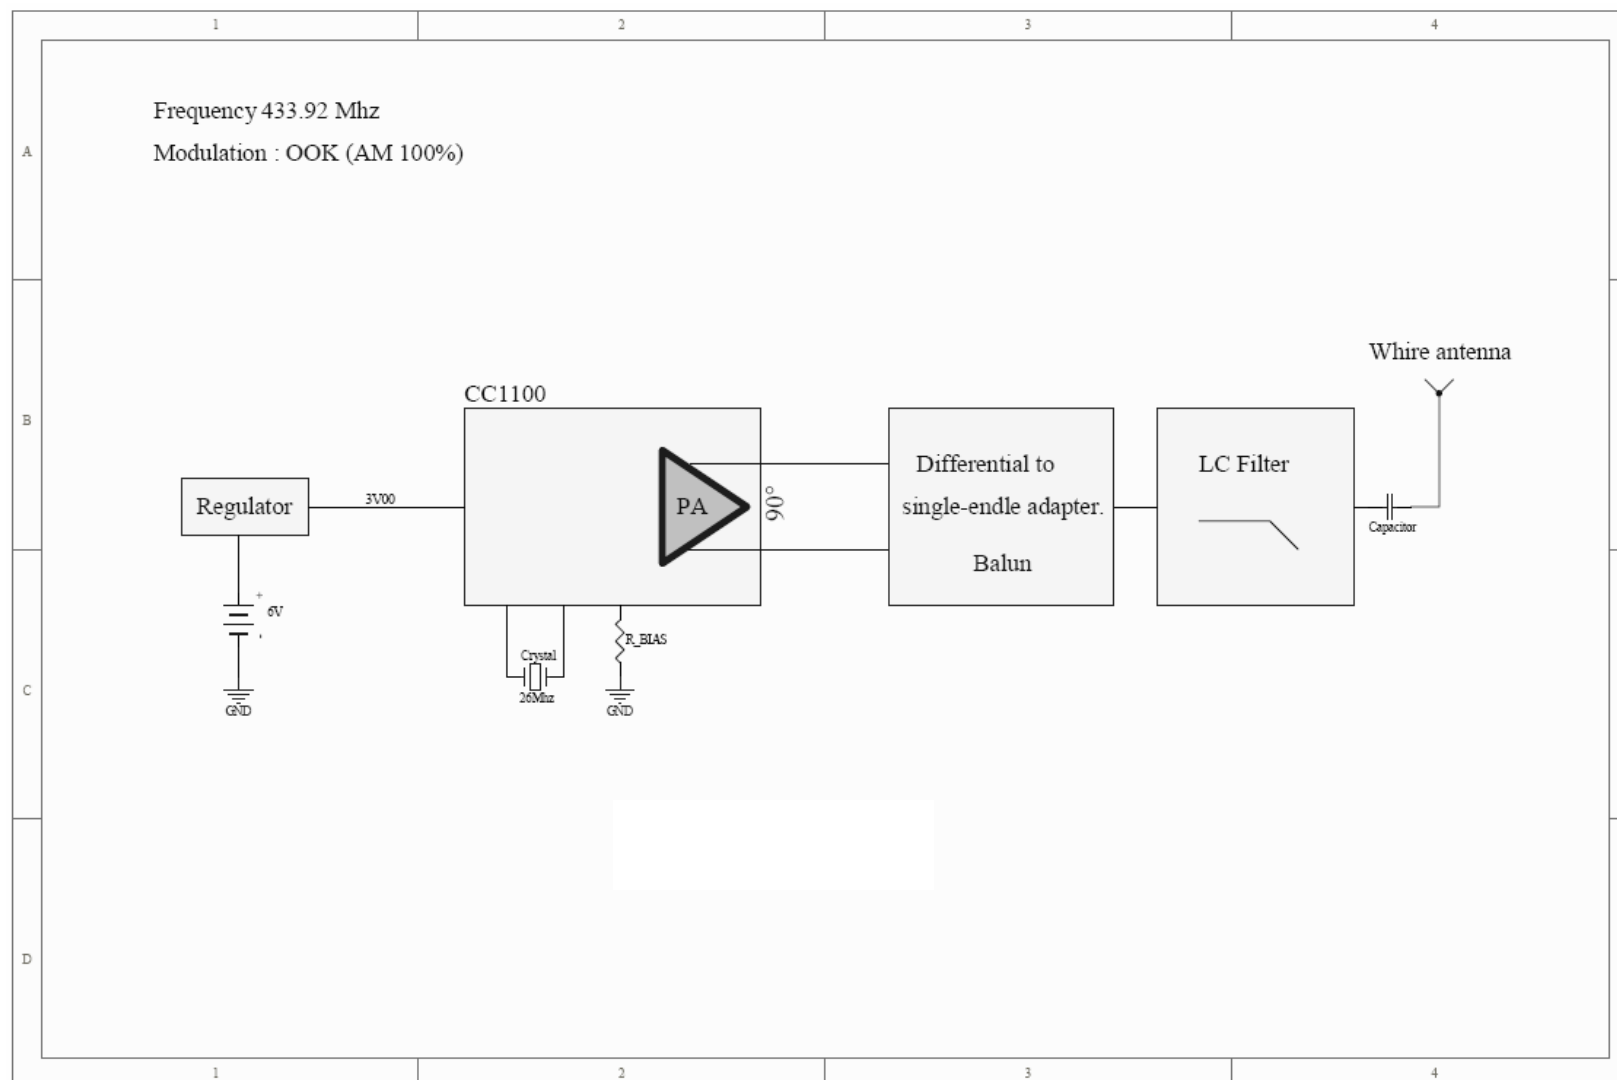 1 2 3 4
Frequency 433.92 Mhz
A
Modulation : OOK (AM 100%)
Whire antenna
CC1100
B
Differential to
LC Filter
3V00
Regulator
PA
90°
single-endle adapter.
Capacitor
Balun
+
6V
-
R_BIAS
Crystal
C
26Mhz
GND
GND
D
1 2 3 4